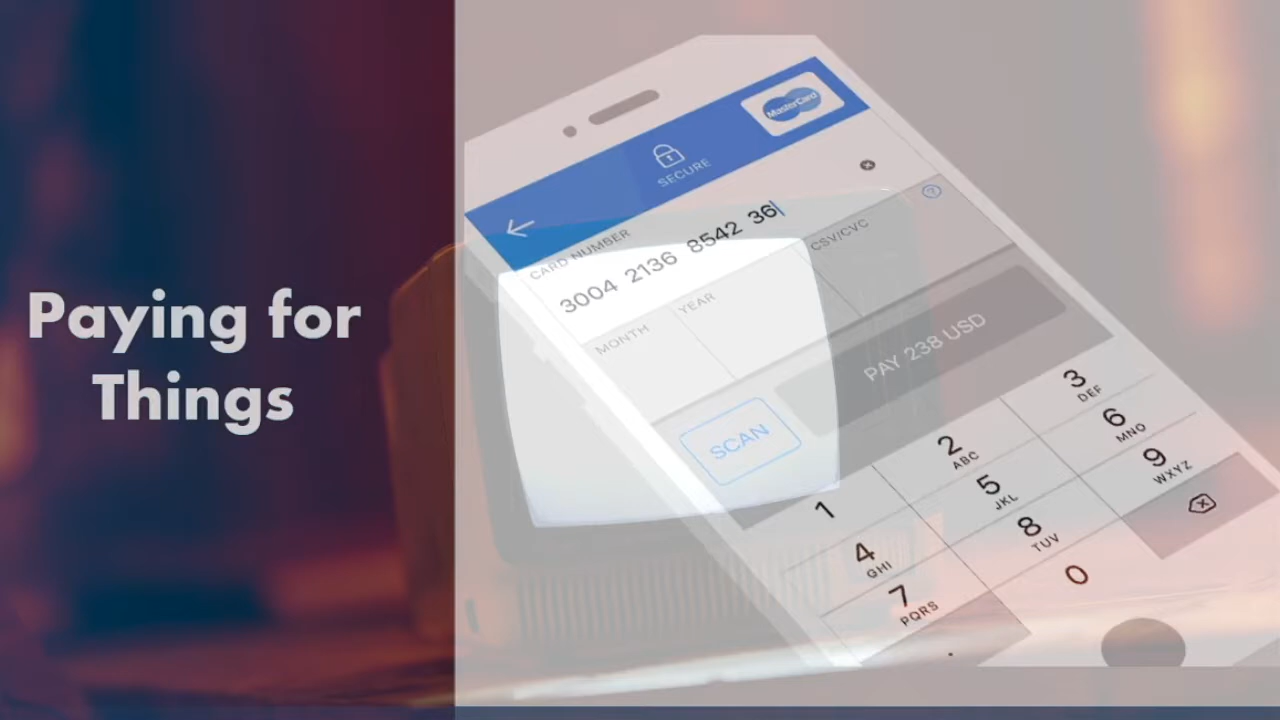 Paying for
Things
MasterCard
SECURE
CARD NUMBER
3004 2136 8542 36
CSV/CVC
MONTH
YEAR
PAY 238 USD
SCAN
1
2
ABC
3
DEF
4
GHI
5
JKL
6
MNO
7
PQRS
8
TUV
9
WXYZ
0